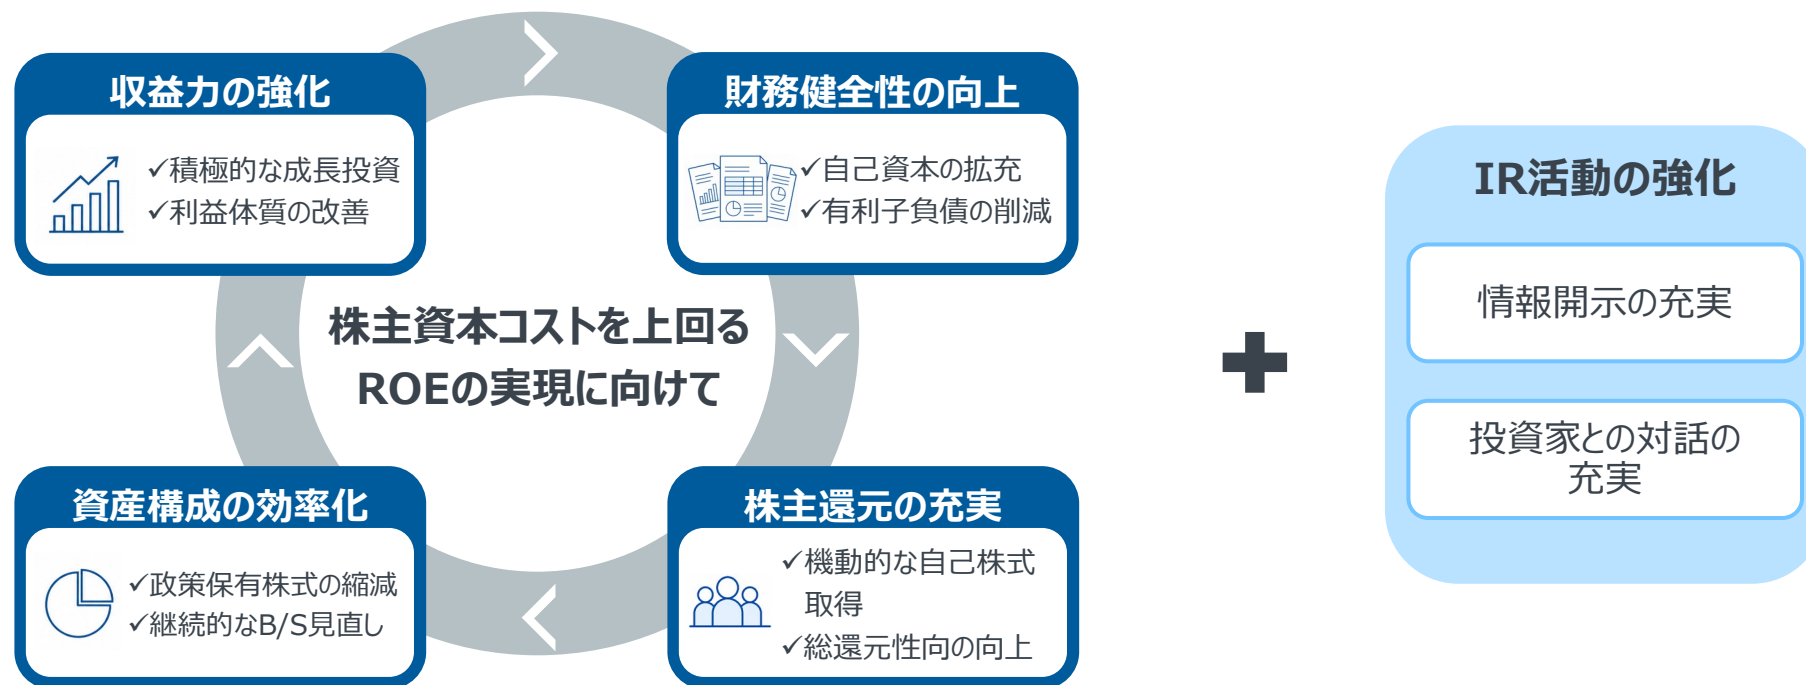 収益力の強化
✓積極的な成長投資
✓利益体質の改善
財務健全性の向上
✓自己資本の拡充
✓有利子負債の削減
株主資本コストを上回る
ROEの実現に向けて
資産構成の効率化
✓政策保有株式の縮減
✓継続的なB/S見直し
株主還元の充実
✓機動的な自己株式
取得
✓総還元性向の向上
IR活動の強化
情報開示の充実
投資家との対話の
充実